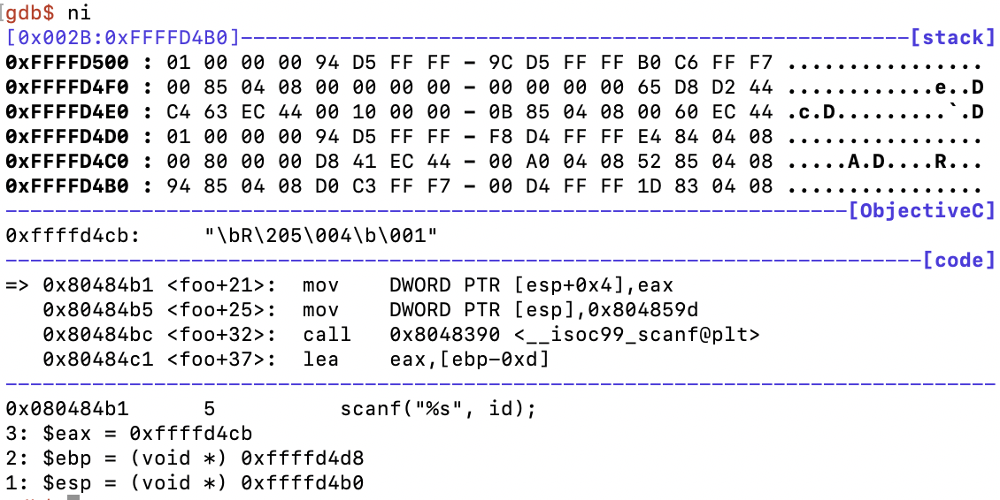 gdb$ ni
[0x002B:0xFFFFD4B0]------------------------------------------------------[stack]
0xFFFFD500 : 01 00 00 00 94 D5 FF FF - 9C D5 FF FF B0 C6 FF F7 ................
0xFFFFD4F0 : 00 85 04 08 00 00 00 00 - 00 00 00 00 65 D8 D2 44 ............e..D
0xFFFFD4E0 : C4 63 EC 44 00 10 00 00 - 0B 85 04 08 00 60 EC 44 .c.D.........`.D
0xFFFFD4D0 : 01 00 00 00 94 D5 FF FF - F8 D4 FF FF E4 84 04 08 ................
0xFFFFD4C0 : 00 80 00 00 D8 41 EC 44 - 00 A0 04 08 52 85 04 08 .....A.D....R...
0xFFFFD4B0 : 94 85 04 08 D0 C3 FF F7 - 00 D4 FF FF 1D 83 04 08 ................
--------------------------------------------------------------------[ObjectiveC]
0xffffd4cb:     "\bR\205\004\b\001"
--------------------------------------------------------------------------[code]
=> 0x80484b1 <foo+21>:  mov    DWORD PTR [esp+0x4],eax
   0x80484b5 <foo+25>:  mov    DWORD PTR [esp],0x804859d
   0x80484bc <foo+32>:  call   0x8048390 <__isoc99_scanf@plt>
   0x80484c1 <foo+37>:  lea    eax,[ebp-0xd]
--------------------------------------------------------------------------------
0x080484b1      5          scanf("%s", id);
3: $eax = 0xffffd4cb
2: $ebp = (void *) 0xffffd4d8
1: $esp = (void *) 0xffffd4b0